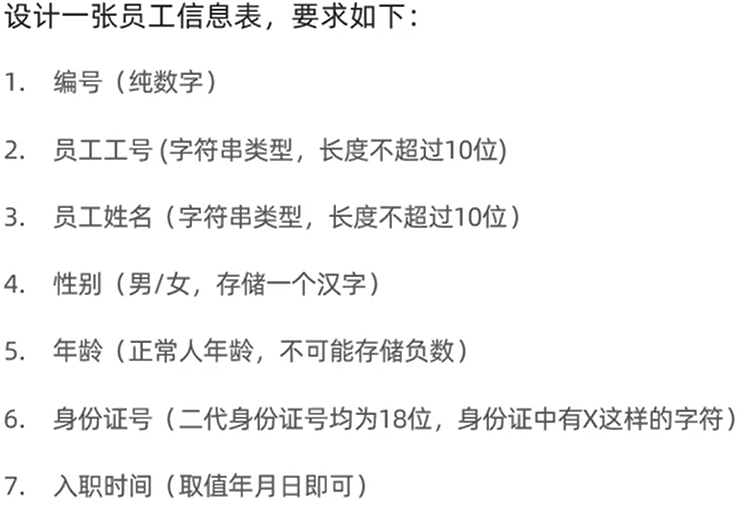 设计一张员工信息表，要求如下：
1. 编号（纯数字）
2. 员工工号 (字符串类型，长度不超过10位)
3. 员工姓名（字符串类型，长度不超过10位）
4. 性别（男/女，存储一个汉字）
5. 年龄（正常人年龄，不可能存储负数）
6. 身份证号（二代身份证号均为18位，身份证中有X这样的字符）
7. 入职时间（取值年月日即可）